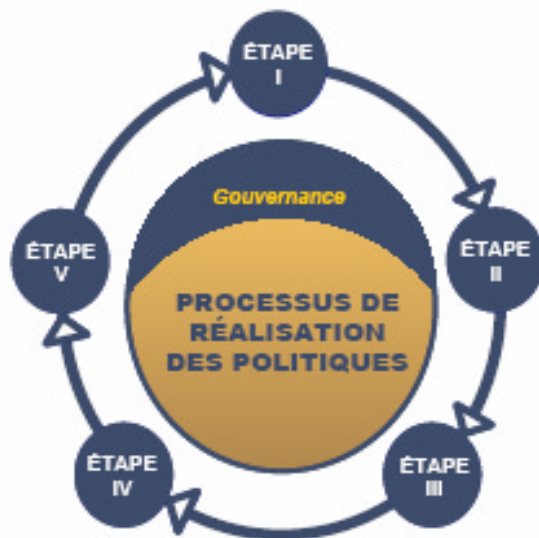 ÉTAPE
I
ÉTAPE
II
ÉTAPE
III
ÉTAPE
IV
ÉTAPE
V
Gouvernance
PROCESSUS DE
RÉALISATION
DES POLITIQUES